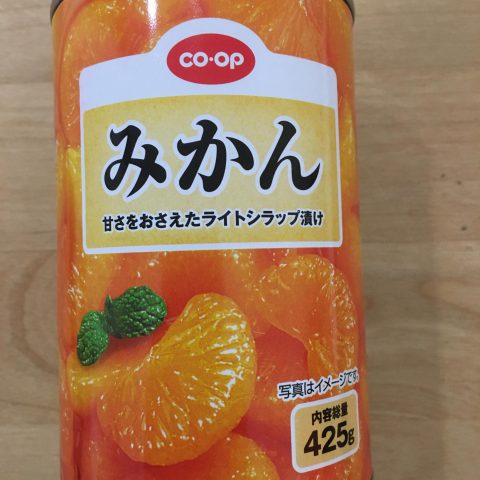 co·op
みかん
甘さをおさえたライトシラップ漬け
写真はイメージです。
内容総量
425g